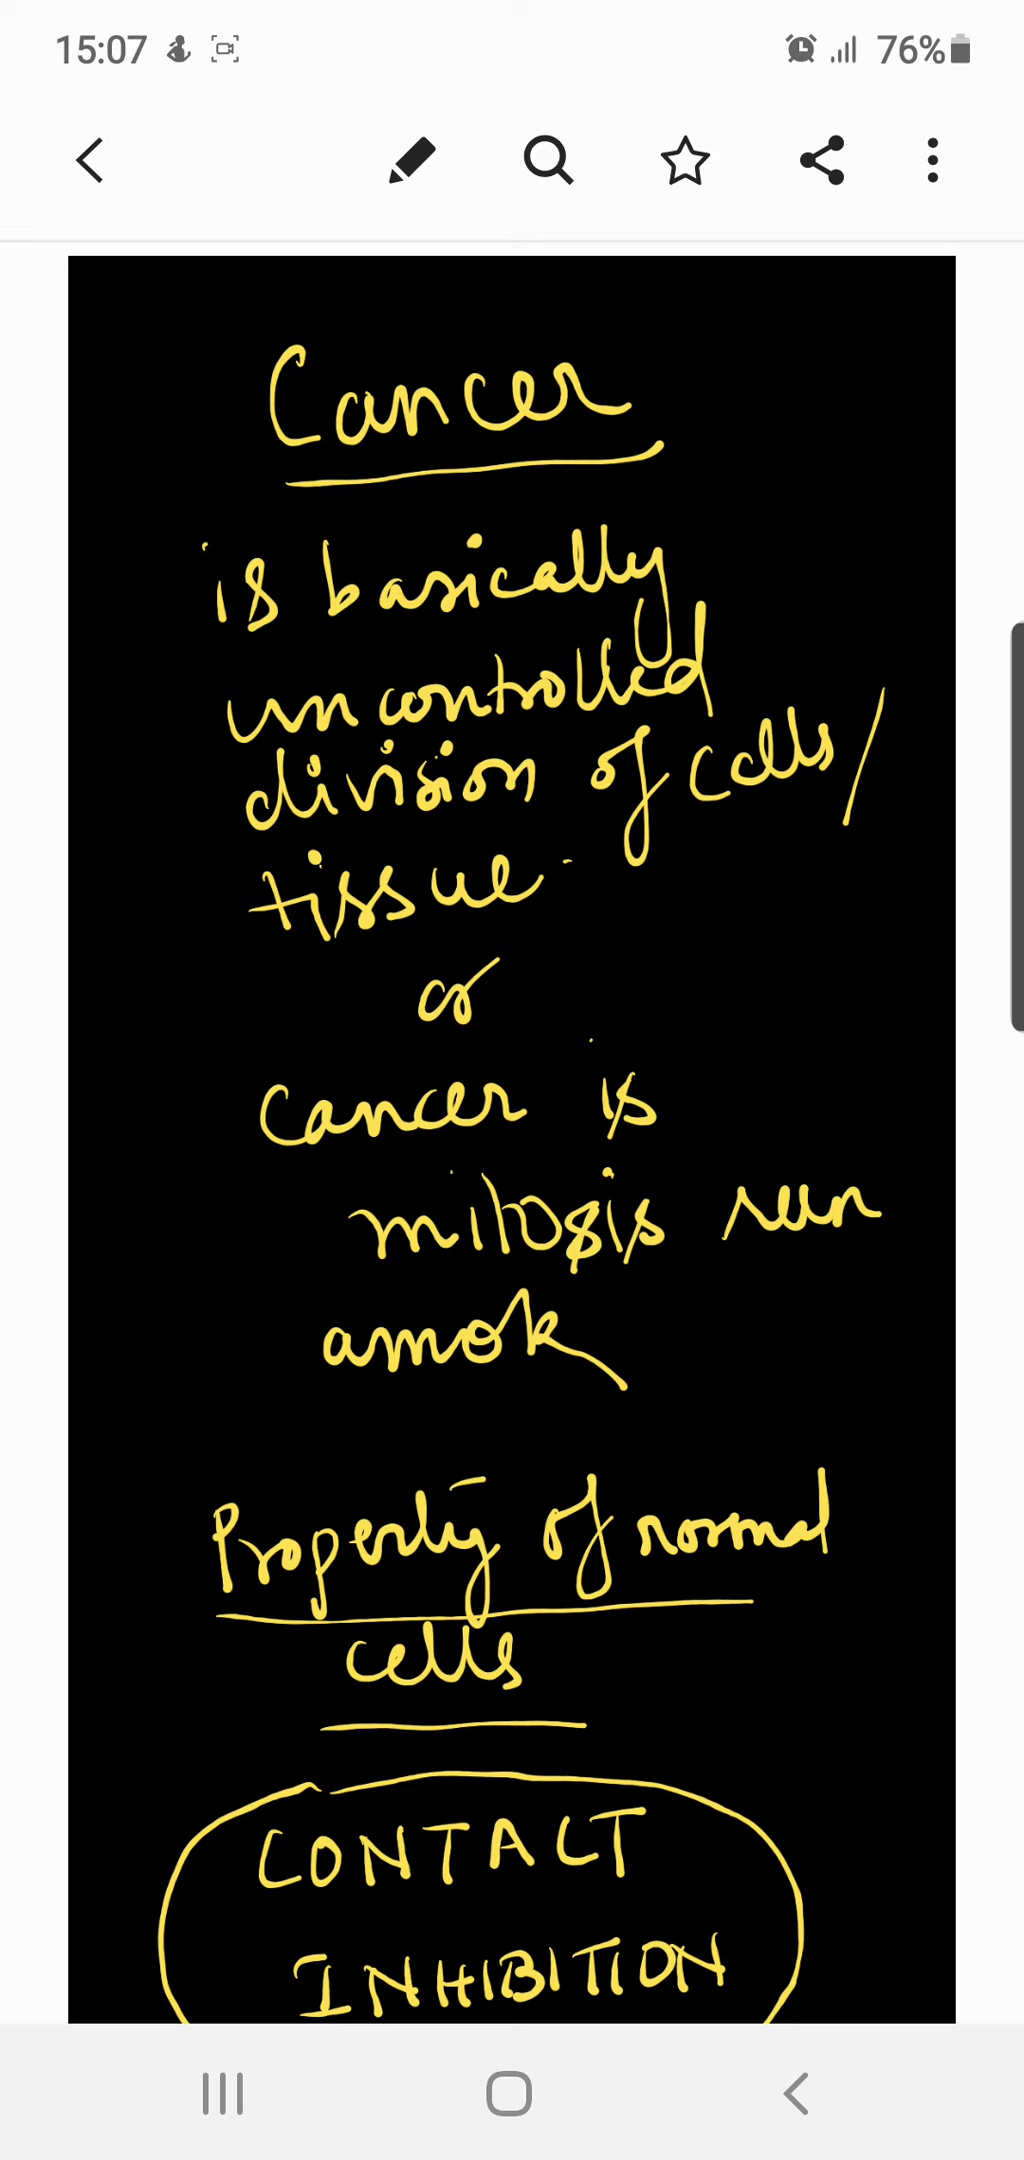 15:07
76%
Cancer
is basically
uncontrolled
division of cells/
tissue.
or
Cancer is
mitosis run
amok
Property of normal
cells
CONTACT
INHIBITION